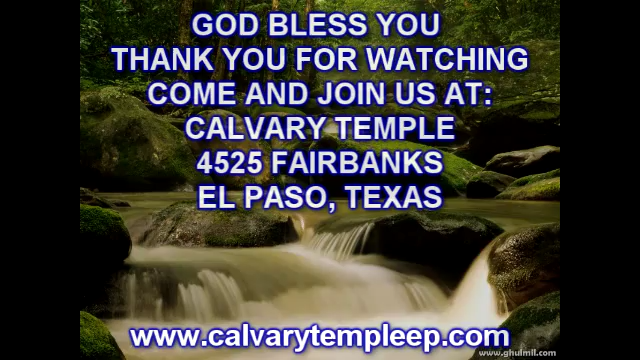 GOD BLESS YOU
THANK YOU FOR WATCHING
COME AND JOIN US AT:
CALVARY TEMPLE
4525 FAIRBANKS
EL PASO, TEXAS
www.calvarytempleep.com
www.ghulmil.com